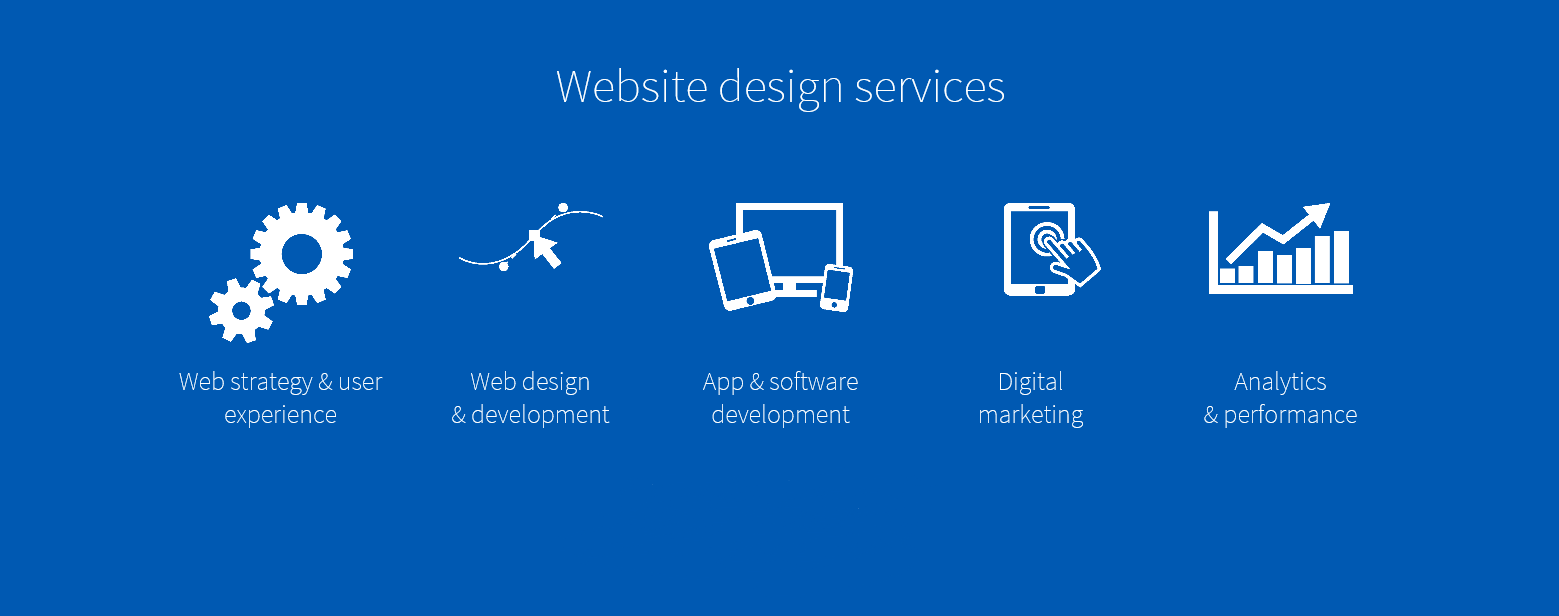 Website design services
Web strategy & user
experience
Web design
& development
App & software
development
Digital
marketing
Analytics
& performance